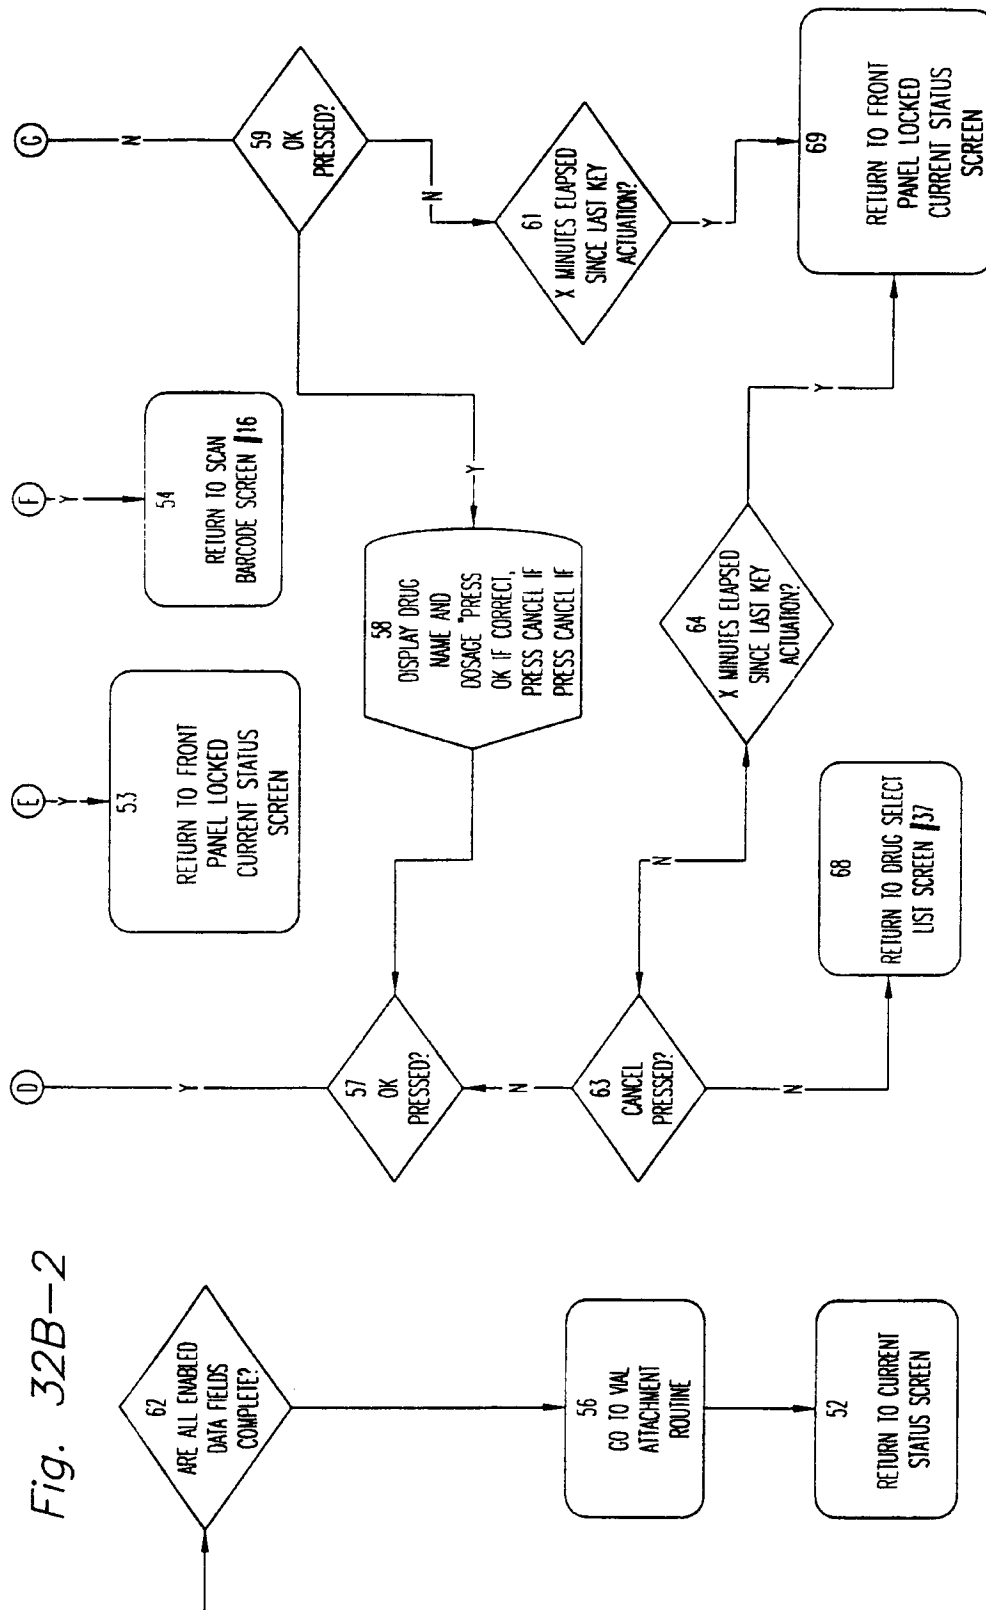 Fig. 32B-2
62
ARE ALL ENABLED
DATA FIELDS
COMPLETE?
56
GO TO VIAL
ATTACHMENT
ROUTINE
52
RETURN TO CURRENT
STATUS SCREEN
D
Y
57
OK
PRESSED?
N
63
CANCEL
PRESSED?
N
N
68
RETURN TO DRUG SELECT
LIST SCREEN 37
E
Y
53
RETURN TO FRONT
PANEL LOCKED
CURRENT STATUS
SCREEN
F
Y
54
RETURN TO SCAN
BARCODE SCREEN 16
58
DISPLAY DRUG
NAME AND
DOSAGE "PRESS
OK IF CORRECT,
PRESS CANCEL IF
PRESS CANCEL IF
Y
64
X MINUTES ELAPSED
SINCE LAST KEY
ACTUATION?
Y
G
N
59
OK
PRESSED?
N
61
X MINUTES ELAPSED
SINCE LAST KEY
ACTUATION?
Y
69
RETURN TO FRONT
PANEL LOCKED
CURRENT STATUS
SCREEN